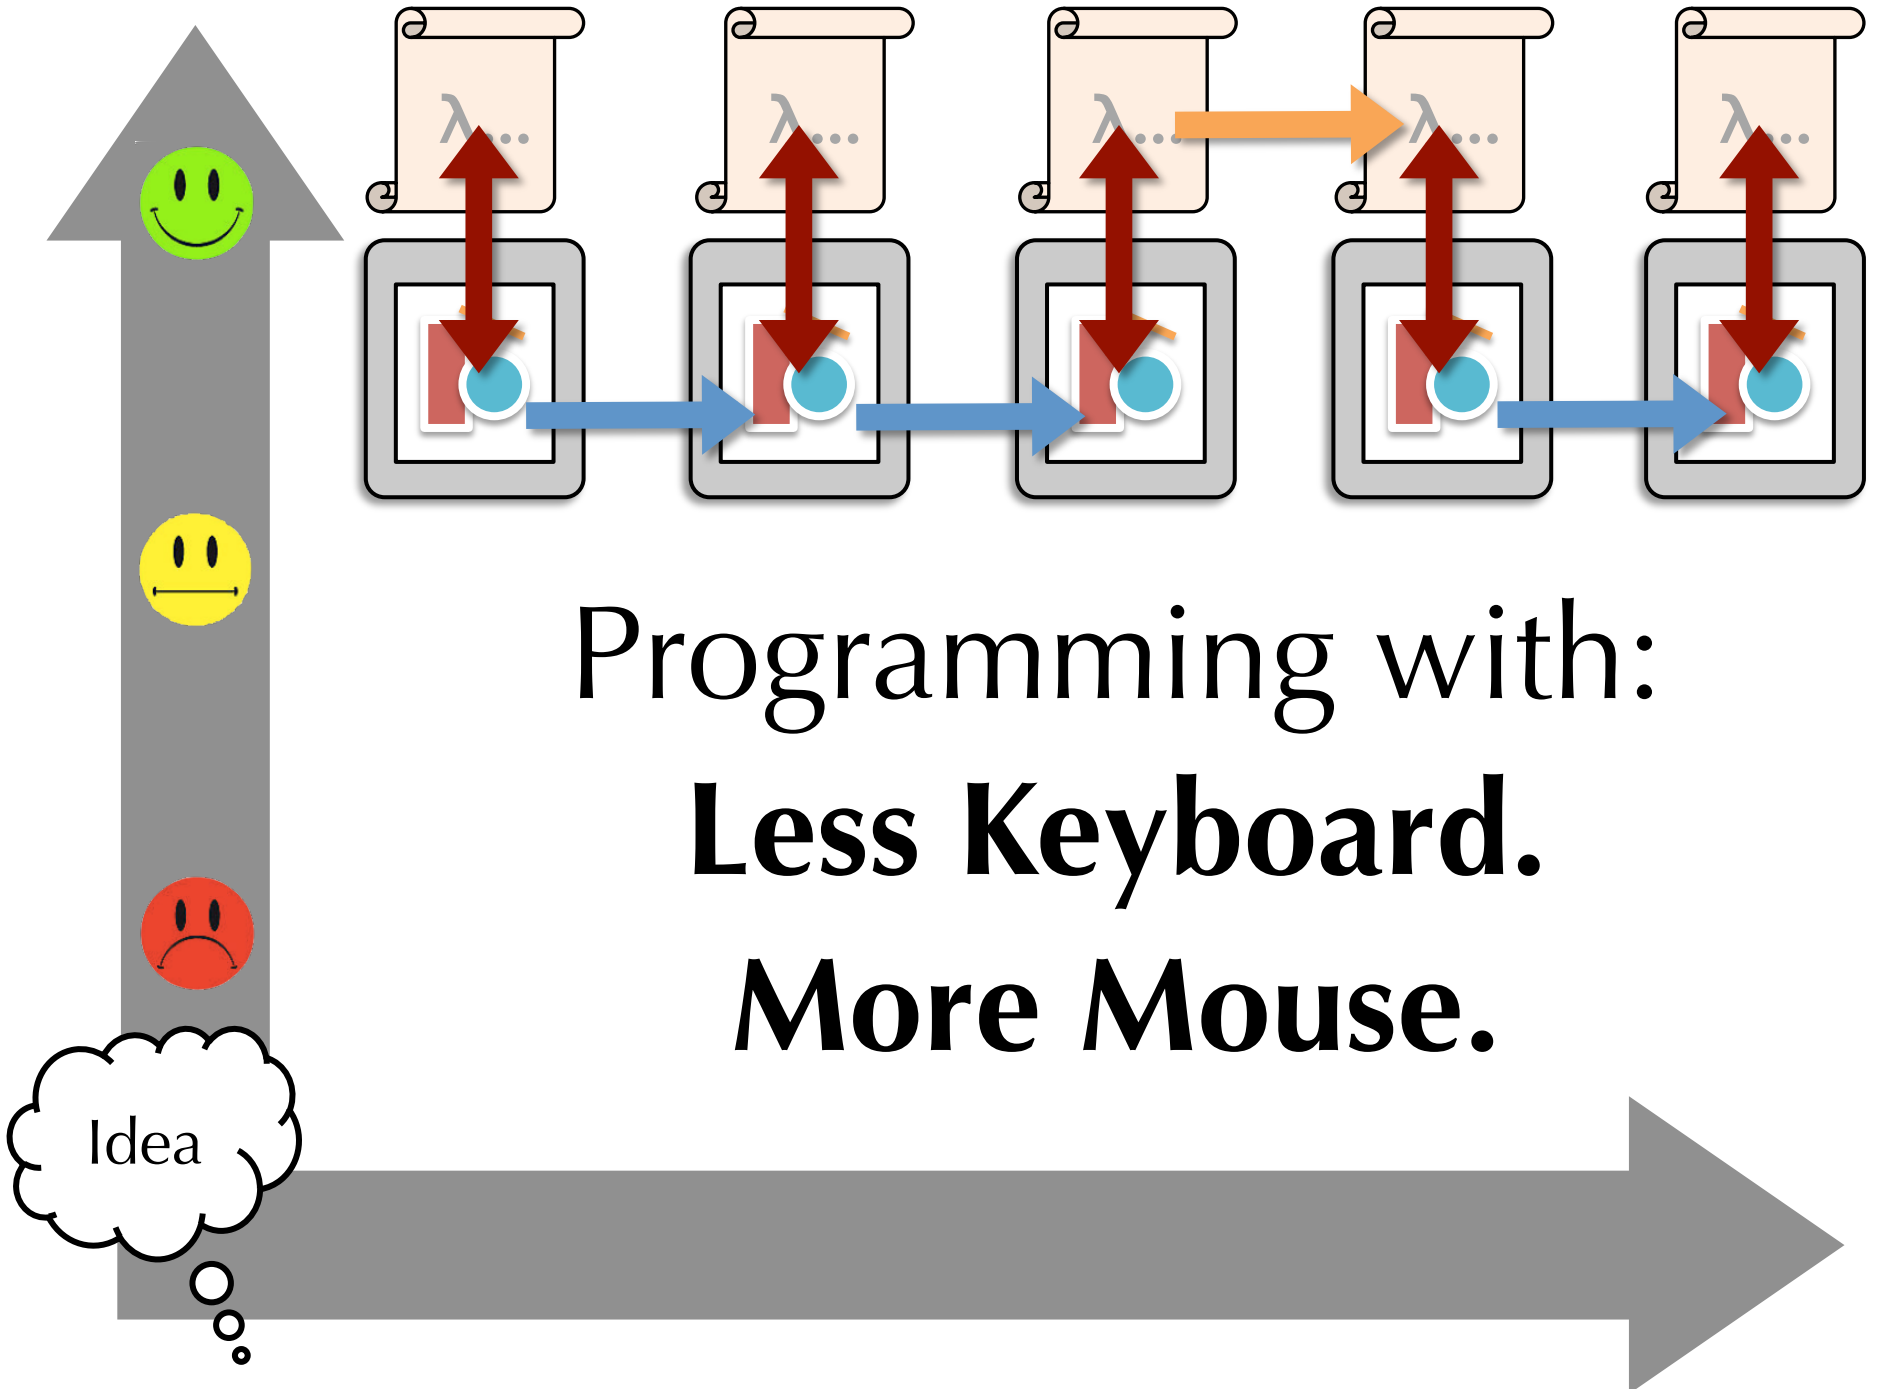 λ... λ... λ... λ... λ...
Programming with:
Less Keyboard.
More Mouse.
Idea